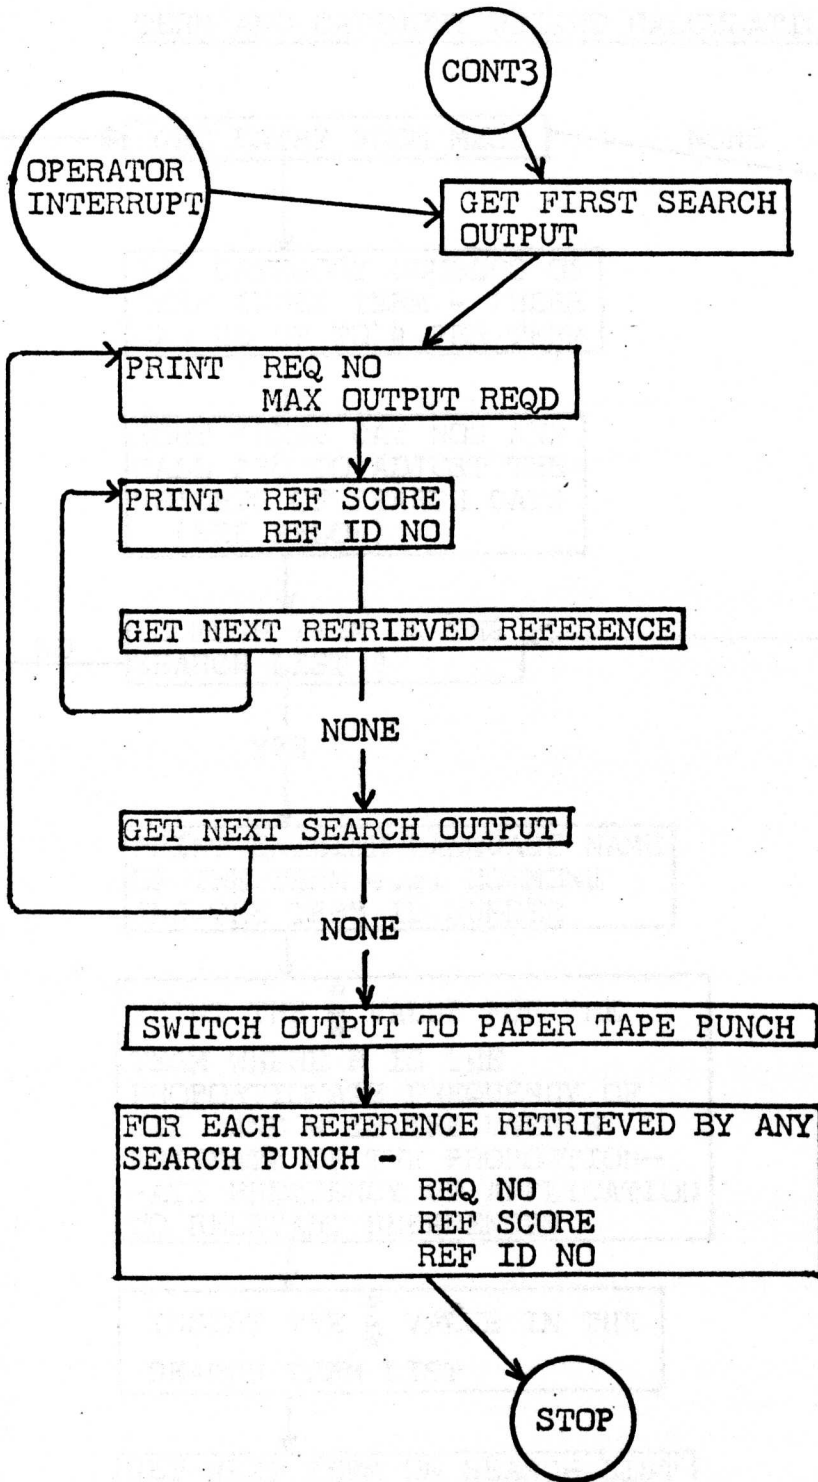 CONT3
OPERATOR
INTERRUPT
GET FIRST SEARCH
OUTPUT
PRINT REQ NO
MAX OUTPUT REQD
PRINT REF SCORE
REF ID NO
GET NEXT RETRIEVED REFERENCE
NONE
GET NEXT SEARCH OUTPUT
NONE
SWITCH OUTPUT TO PAPER TAPE PUNCH
FOR EACH REFERENCE RETRIEVED BY ANY
SEARCH PUNCH -
REQ NO
REF SCORE
REF ID NO
STOP